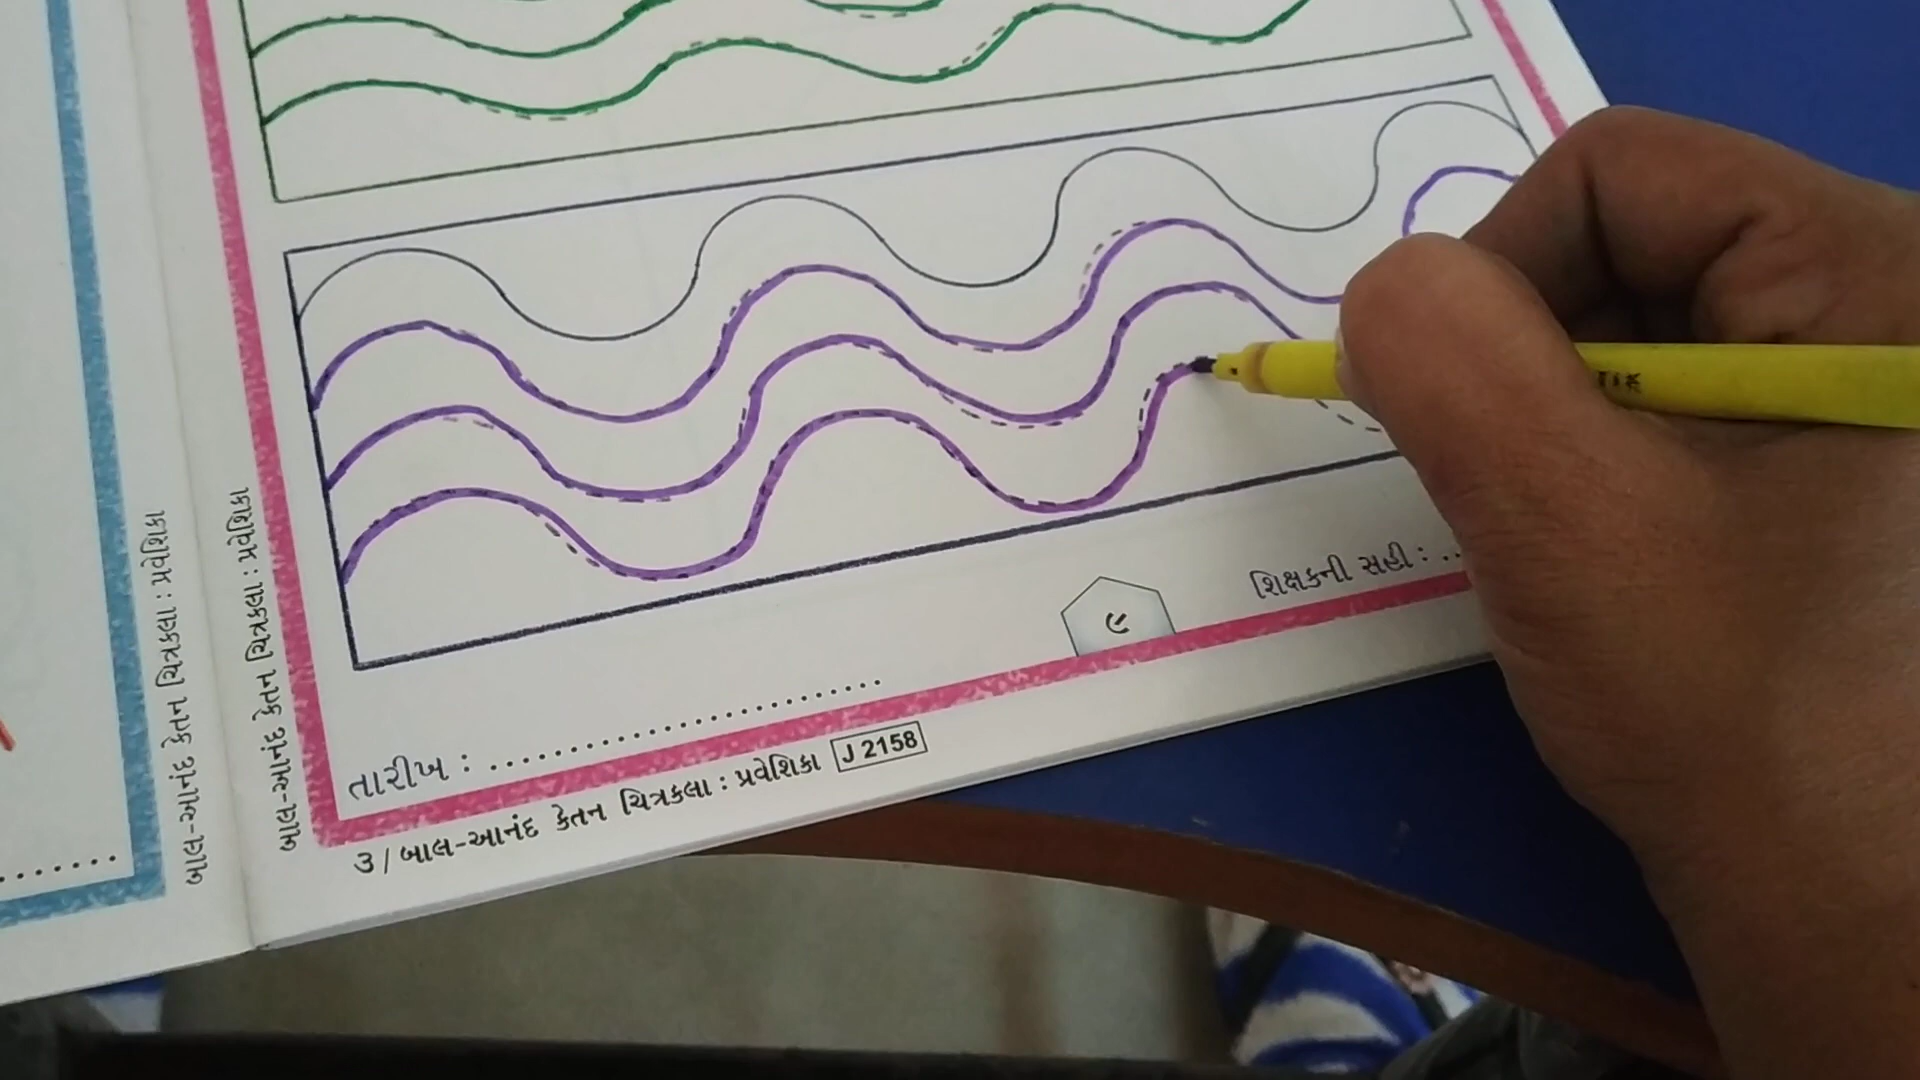 શિક્ષકની સહી : ..
૯
તારીખ : ......................................
૩ / બાલ-આનંદ કેતન ચિત્રકલા : પ્રવેશિકા J 2158
બાલ-આનંદ કેતન ચિત્રકલા : પ્રવેશિકા
બાલ-આનંદ કેતન ચિત્રકલા : પ્રવેશિકા